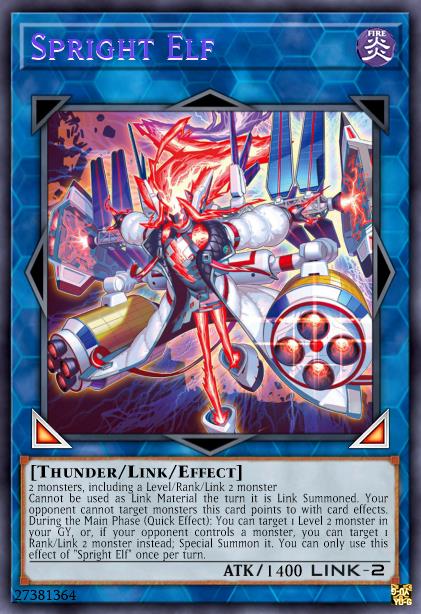 Spright Elf
FIRE
炎
[Thunder/Link/Effect]
2 monsters, including a Level/Rank/Link 2 monster
Cannot be used as Link Material the turn it is Link Summoned. Your
opponent cannot target monsters this card points to with card effects.
During the Main Phase (Quick Effect): You can target 1 Level 2 monster in
your GY, or, if your opponent controls a monster, you can target 1
Rank/Link 2 monster instead; Special Summon it. You can only use this
effect of "Spright Elf" once per turn.
ATK/1400 LINK-2
27381364